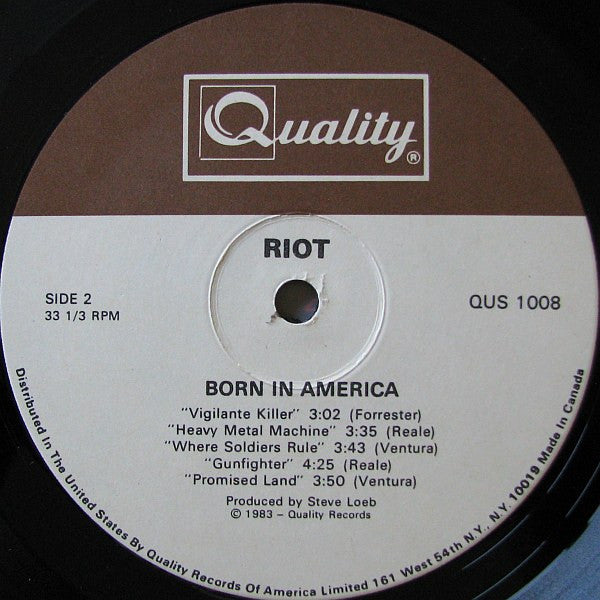 Quality®
RIOT
SIDE 2
33 1/3 RPM
QUS 1008
BORN IN AMERICA
"Vigilante Killer" 3:02 (Forrester)
"Heavy Metal Machine" 3:35 (Reale)
"Where Soldiers Rule" 3:43 (Ventura)
"Gunfighter" 4:25 (Reale)
"Promised Land" 3:50 (Ventura)
Produced by Steve Loeb
© 1983 – Quality Records
Distributed In The United States By Quality Records Of America Limited 161 West 54th N.Y., N.Y. 10019 Made In Canada